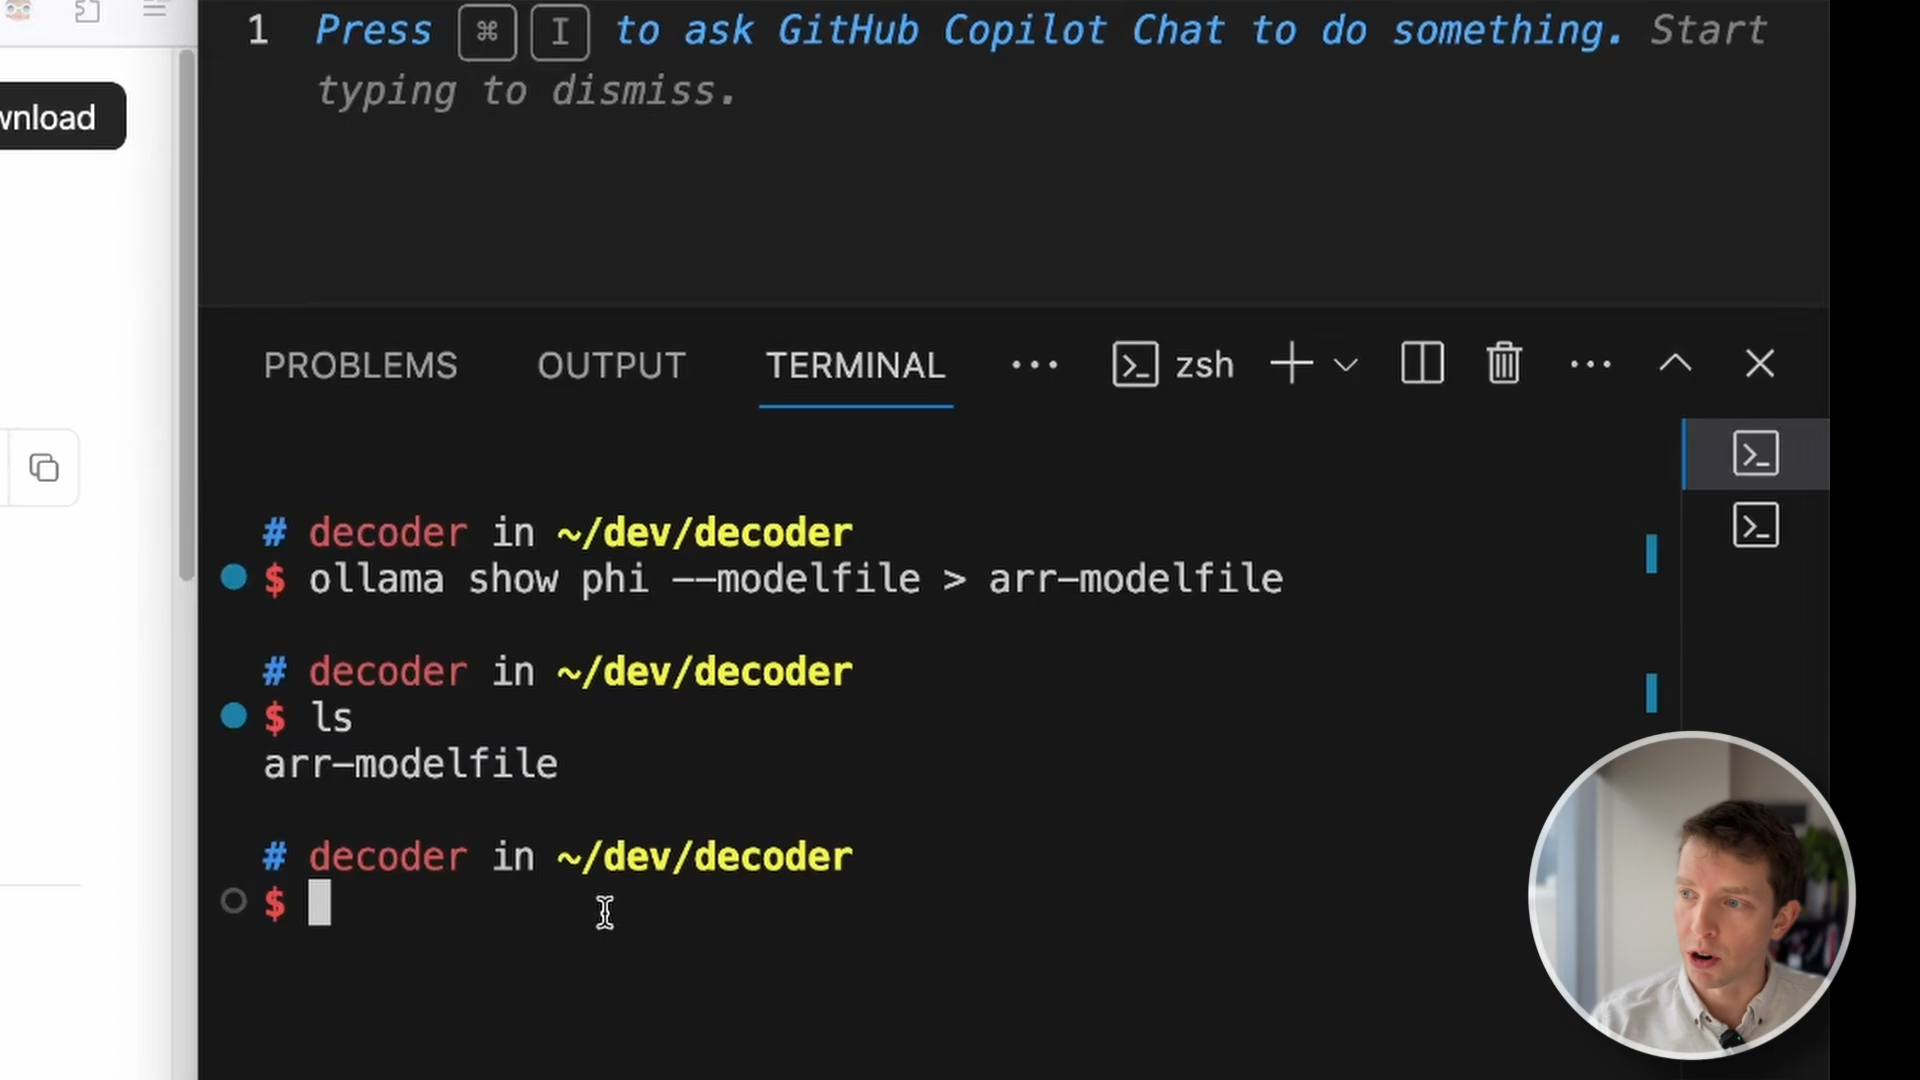 1 Press ⌘ I to ask GitHub Copilot Chat to do something. Start
typing to dismiss.
wnload
PROBLEMS OUTPUT TERMINAL ... zsh
# decoder in ~/dev/decoder
$ ollama show phi --modelfile > arr-modelfile
# decoder in ~/dev/decoder
$ ls
arr-modelfile
# decoder in ~/dev/decoder
$